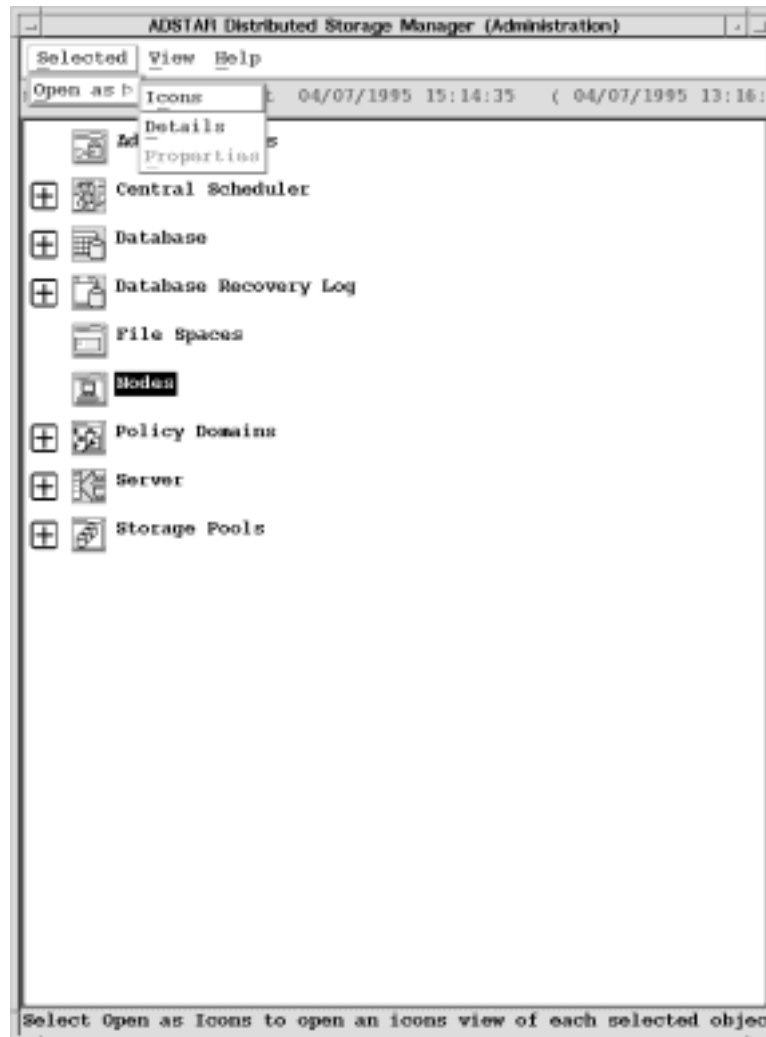 ADSTAR Distributed Storage Manager (Administration)
Selected View Help
Open as
Icons
04/07/1995 15:14:35 ( 04/07/1995 13:16:
Details
Properties
Central Scheduler
Database
Database Recovery Log
File Spaces
Nodes
Policy Domains
Server
Storage Pools
Select Open as Icons to open an icons view of each selected objec